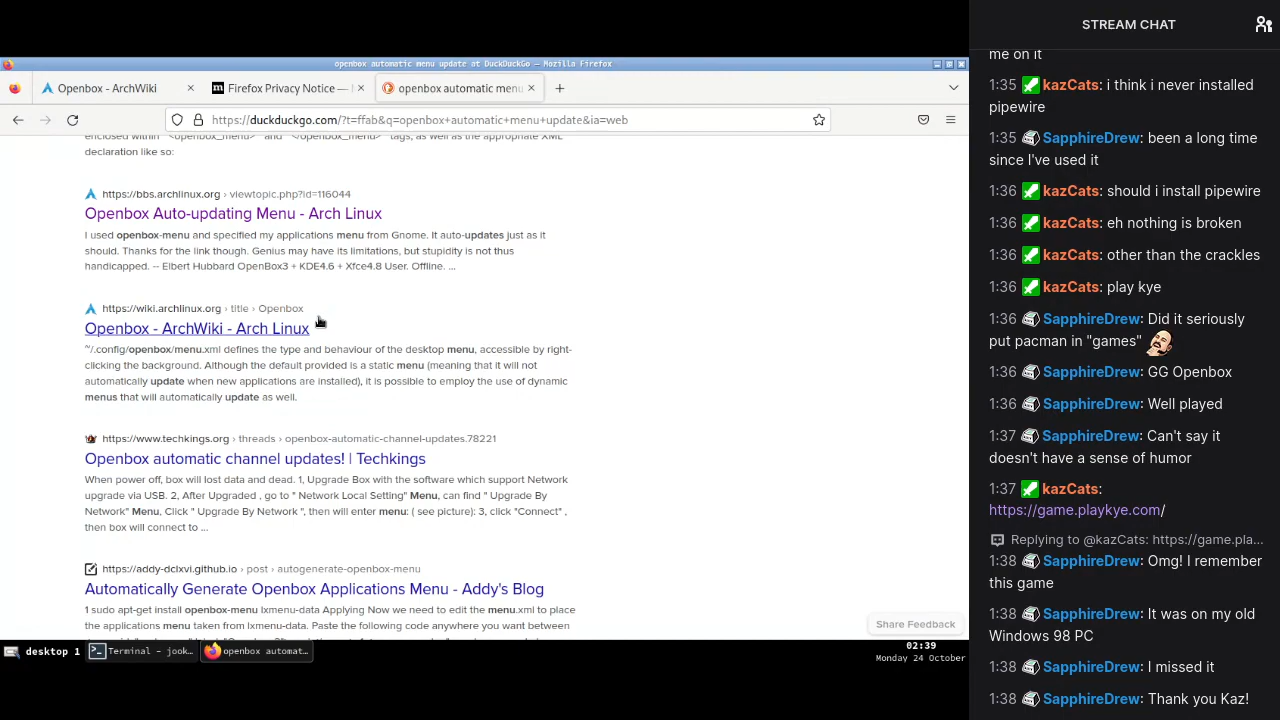 openbox automatic menu update at DuckDuckGo — Mozilla Firefox
Openbox - ArchWiki
Firefox Privacy Notice —
openbox automatic menu
https://duckduckgo.com/?t=ffab&q=openbox+automatic+menu+update&ia=web
enclosed within "<openbox_menu>" and "</openbox_menu>" tags, as well as the appropriate XML
declaration like so:
https://bbs.archlinux.org › viewtopic.php?id=116044
Openbox Auto-updating Menu - Arch Linux
I used openbox-menu and specified my applications menu from Gnome. It auto-updates just as it
should. Thanks for the link though. Genius may have its limitations, but stupidity is not thus
handicapped. -- Elbert Hubbard OpenBox3 + KDE4.6 + Xfce4.8 User. Offline. ...
https://wiki.archlinux.org › title › Openbox
Openbox - ArchWiki - Arch Linux
~/.config/openbox/menu.xml defines the type and behaviour of the desktop menu, accessible by right-
clicking the background. Although the default provided is a static menu (meaning that it will not
automatically update when new applications are installed), it is possible to employ the use of dynamic
menus that will automatically update as well.
https://www.techkings.org › threads › openbox-automatic-channel-updates.78221
Openbox automatic channel updates! | Techkings
When power off, box will lost data and dead. 1, Upgrade Box with the software which support Network
upgrade via USB. 2, After Upgraded , go to " Network Local Setting" Menu, can find " Upgrade By
Network" Menu, Click " Upgrade By Network ", then will enter menu: ( see picture): 3, click "Connect" ,
then box will connect to ...
https://addy-dclxvi.github.io › post › autogenerate-openbox-menu
Automatically Generate Openbox Applications Menu - Addy's Blog
1 sudo apt-get install openbox-menu lxmenu-data Applying Now we need to edit the menu.xml to place
the applications menu taken from lxmenu-data. Paste the following code anywhere you want between
Share Feedback
desktop 1
Terminal - jook...
openbox automat...
02:39
Monday 24 October
STREAM CHAT
me on it
1:35 kazCats: i think i never installed
pipewire
1:35 SapphireDrew: been a long time
since I've used it
1:36 kazCats: should i install pipewire
1:36 kazCats: eh nothing is broken
1:36 kazCats: other than the crackles
1:36 kazCats: play kye
1:36 SapphireDrew: Did it seriously
put pacman in "games"
1:36 SapphireDrew: GG Openbox
1:36 SapphireDrew: Well played
1:37 SapphireDrew: Can't say it
doesn't have a sense of humor
1:37 kazCats:
https://game.playkye.com/
Replying to @kazCats: https://game.pla...
1:38 SapphireDrew: Omg! I remember
this game
1:38 SapphireDrew: It was on my old
Windows 98 PC
1:38 SapphireDrew: I missed it
1:38 SapphireDrew: Thank you Kaz!